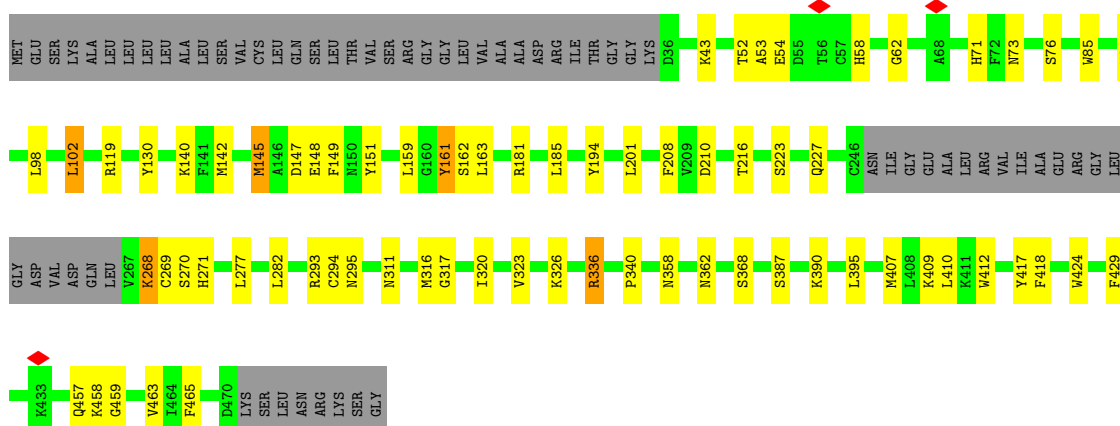 MET GLU SER LYS ALA LEU LEU LEU LEU LEU ALA LEU SER VAL CYS LEU GLN SER LEU THR VAL SER ARG GLY GLY LEU VAL ALA ALA ASP ARG ILE THR GLY GLY LYS D36 K43 T52 A53 E54 D55 T56 C57 H58 G62 A68 H71 F72 N73 S76 W85
L98 L102 R119 Y130 K140 F141 M142 M145 A146 D147 E148 F149 N150 Y151 L159 G160 Y161 S162 L163 R181 L185 Y194 L201 F208 V209 D210 T216 S223 Q227 C246 ASN ILE GLY GLU ALA LEU ARG VAL ILE ALA GLU ARG GLY LEU
GLY ASP VAL ASP GLN LEU V267 K268 C269 S270 H271 L277 L282 R293 C294 N295 N311 M316 G317 I320 V323 K326 R336 P340 N358 N362 S368 S387 K390 L395 M407 L408 K409 L410 K411 W412 Y417 F418 W424 F429
K433 Q457 K458 G459 V463 I464 F465 D470 LYS SER LEU ASN ARG LYS SER GLY